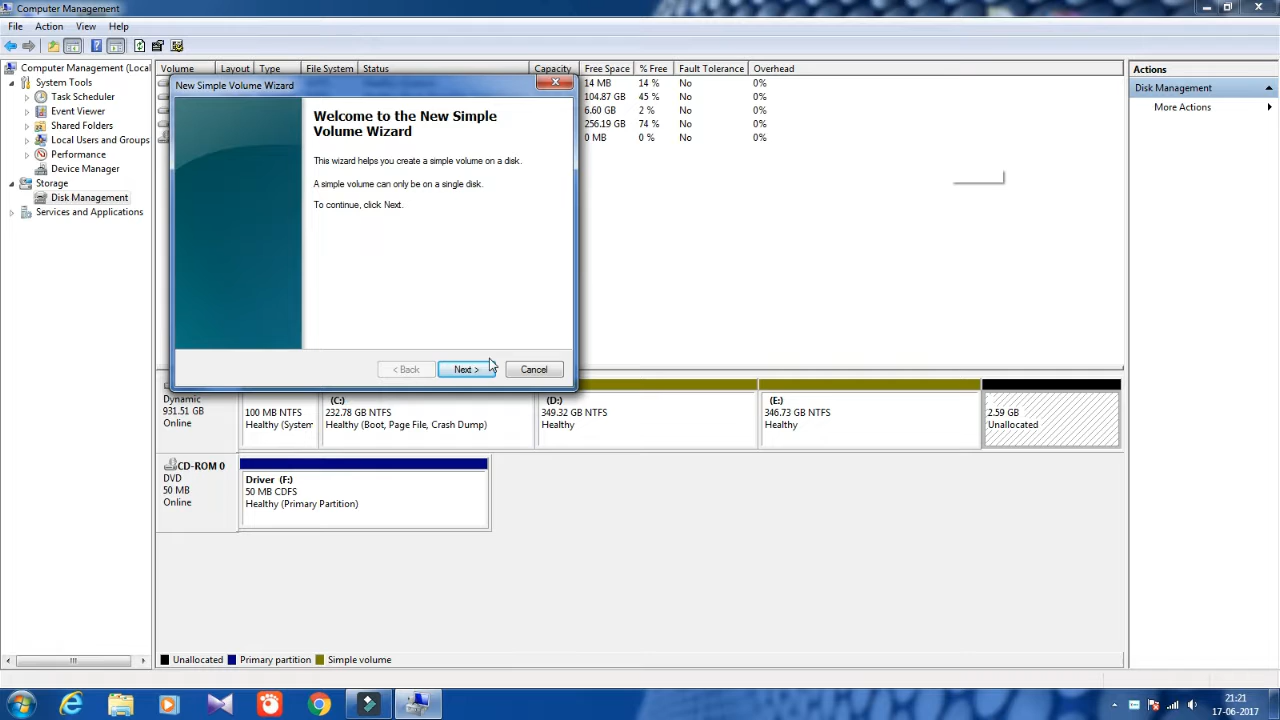 Computer Management
File Action View Help
Computer Management (Local
System Tools
Task Scheduler
Event Viewer
Shared Folders
Local Users and Groups
Performance
Device Manager
Storage
Disk Management
Services and Applications
Volume Layout Type File System Status Capacity Free Space % Free Fault Tolerance Overhead
14 MB 14 % No 0%
104.87 GB 45 % No 0%
6.60 GB 2 % No 0%
256.19 GB 74 % No 0%
0 MB 0 % No 0%
New Simple Volume Wizard
Welcome to the New Simple
Volume Wizard
This wizard helps you create a simple volume on a disk.
A simple volume can only be on a single disk.
To continue, click Next.
< Back Next > Cancel
Actions
Disk Management
More Actions
Dynamic
931.51 GB
Online
100 MB NTFS
Healthy (System
(C:)
232.78 GB NTFS
Healthy (Boot, Page File, Crash Dump)
(D:)
349.32 GB NTFS
Healthy
(E:)
346.73 GB NTFS
Healthy
2.59 GB
Unallocated
CD-ROM 0
DVD
50 MB
Online
Driver (F:)
50 MB CDFS
Healthy (Primary Partition)
Unallocated Primary partition Simple volume
21:21
17-06-2017